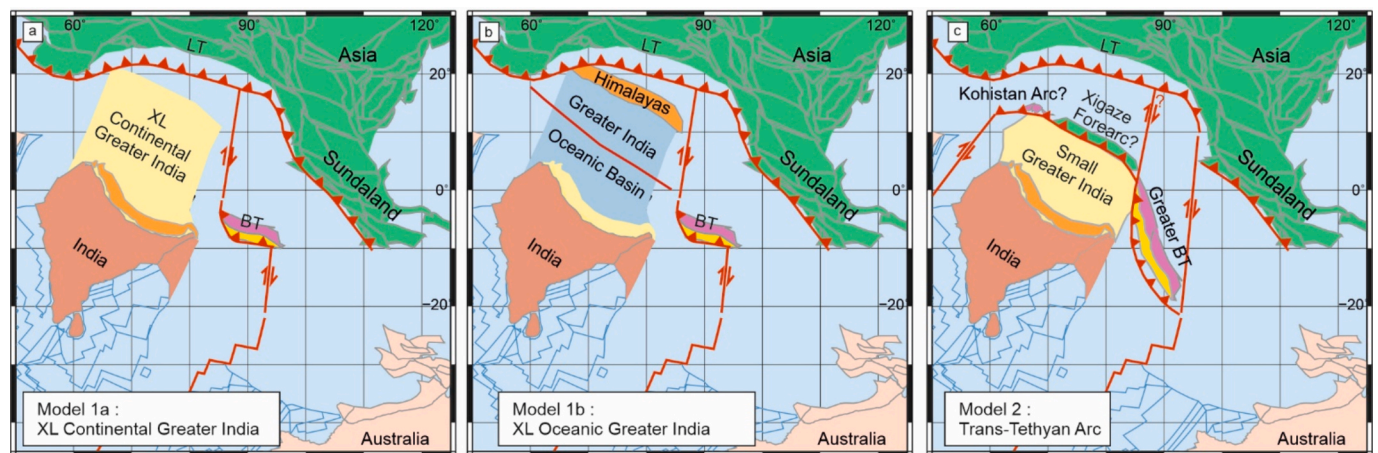 a
60°
90°
120°
LT
Asia
20°
XL
Continental
Greater India
Sundaland
0°
BT
India
–20°
Model 1a :
XL Continental Greater India
Australia
b
60°
90°
120°
LT
Asia
20°
Himalayas
Greater India
Oceanic Basin
Sundaland
0°
BT
India
–20°
Model 1b :
XL Oceanic Greater India
Australia
c
60°
90°
120°
LT
Asia
20°
Kohistan Arc?
Xigaze
Forearc?
?
Small
Greater India
Sundaland
0°
Greater BT
India
–20°
Model 2 :
Trans-Tethyan Arc
Australia